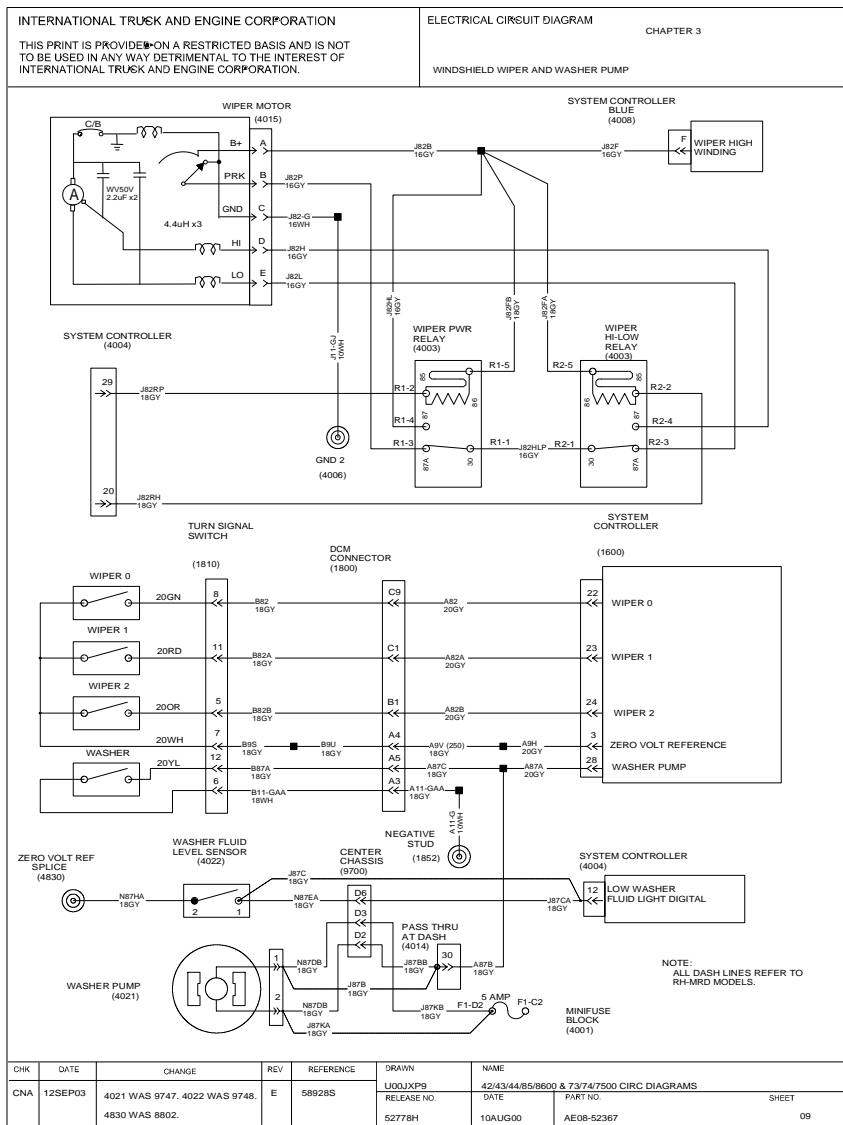 INTERNATIONAL TRUCK AND ENGINE CORPORATION
THIS PRINT IS PROVIDED ON A RESTRICTED BASIS AND IS NOT
TO BE USED IN ANY WAY DETRIMENTAL TO THE INTEREST OF
INTERNATIONAL TRUCK AND ENGINE CORPORATION.
ELECTRICAL CIRCUIT DIAGRAM
CHAPTER 3
WINDSHIELD WIPER AND WASHER PUMP
WIPER MOTOR
(4015)
SYSTEM CONTROLLER
BLUE
(4008)
C/B
B+
A
J82B
16GY
J82F
16GY
F
WIPER HIGH
WINDING
A
WV50V
2.2uF x2
4.4uH x3
PRK
B
J82P
16GY
GND
C
J82-G
16WH
HI
D
J82H
16GY
LO
E
J82L
16GY
J82HL
16GY
J82FB
18GY
J82FA
18GY
J11-GJ
10WH
GND 2
(4006)
SYSTEM CONTROLLER
(4004)
29
J82RP
18GY
20
J82RH
18GY
WIPER PWR
RELAY
(4003)
R1-5
R1-2
R1-4
R1-3
R1-1
85
86
87
87A
30
J82HLP
16GY
WIPER
HI-LOW
RELAY
(4003)
R2-5
R2-2
R2-4
R2-3
R2-1
85
86
87
87A
30
TURN SIGNAL
SWITCH
(1810)
DCM
CONNECTOR
(1800)
SYSTEM
CONTROLLER
(1600)
WIPER 0
20GN
8
B82
18GY
C9
A82
20GY
22
WIPER 0
WIPER 1
20RD
11
B82A
18GY
C1
A82A
20GY
23
WIPER 1
WIPER 2
20OR
5
B82B
18GY
B1
A82B
20GY
24
WIPER 2
20WH
7
B9S
18GY
B9U
18GY
A4
A9V (250)
18GY
A9H
20GY
3
ZERO VOLT REFERENCE
WASHER
20YL
12
B87A
18GY
A5
A87C
18GY
A87A
20GY
28
WASHER PUMP
6
B11-GAA
18WH
A3
A11-GAA
18GY
A11-G
10WH
NEGATIVE
STUD
(1852)
ZERO VOLT REF
SPLICE
(4830)
N87HA
18GY
WASHER FLUID
LEVEL SENSOR
(4022)
2
1
J87C
18GY
N87EA
18GY
CENTER
CHASSIS
(9700)
D6
D3
D2
J87CA
18GY
SYSTEM CONTROLLER
(4004)
12
LOW WASHER
FLUID LIGHT DIGITAL
PASS THRU
AT DASH
(4014)
30
A87B
18GY
J87BB
18GY
WASHER PUMP
(4021)
1
N87DB
18GY
J87B
18GY
2
N87DB
18GY
J87KA
18GY
J87KB
18GY
F1-D2
5 AMP
F1-C2
MINIFUSE
BLOCK
(4001)
NOTE:
ALL DASH LINES REFER TO
RH-MRD MODELS.
CHK
DATE
CHANGE
REV
REFERENCE
DRAWN
NAME
CNA
12SEP03
4021 WAS 9747. 4022 WAS 9748.
4830 WAS 8802.
E
58928S
U00JXP9
42/43/44/85/8600 & 73/74/7500 CIRC DIAGRAMS
RELEASE NO.
DATE
PART NO.
SHEET
52778H
10AUG00
AE08-52367
09